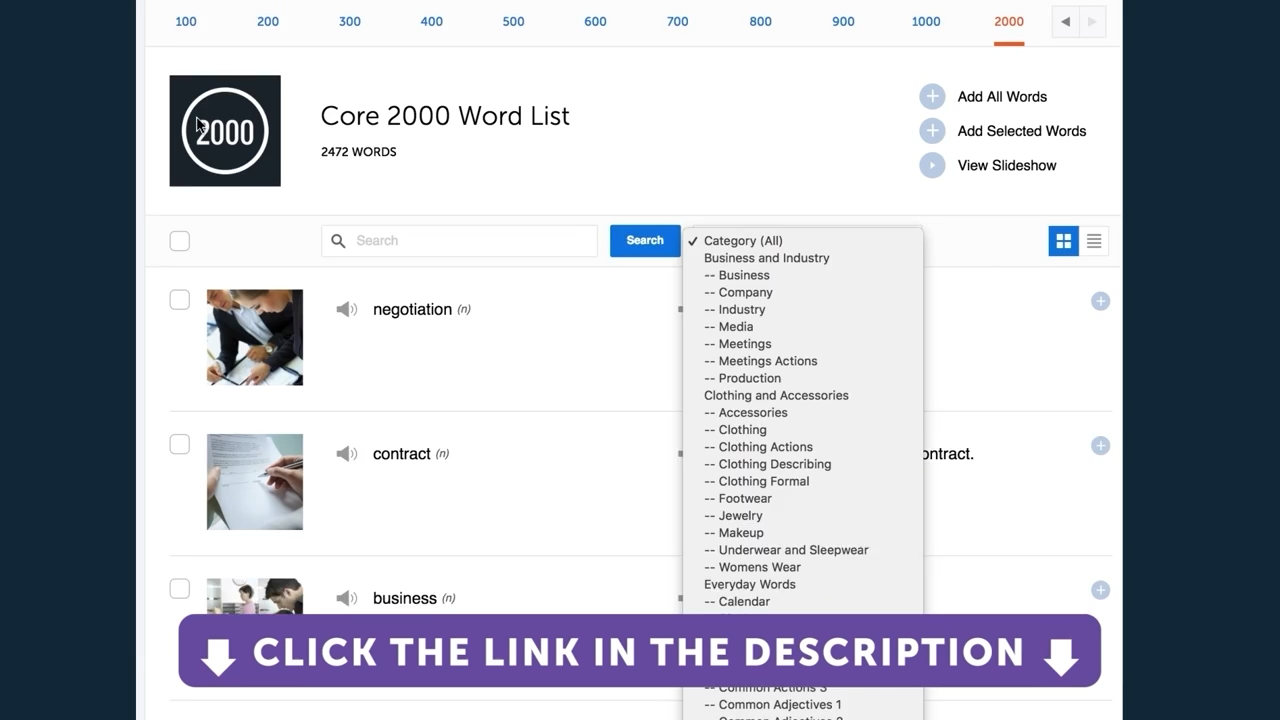 100 200 300 400 500 600 700 800 900 1000 2000
2000
Core 2000 Word List
2472 WORDS
Add All Words
Add Selected Words
View Slideshow
Search
Search
Category (All)
Business and Industry
-- Business
-- Company
-- Industry
-- Media
-- Meetings
-- Meetings Actions
-- Production
Clothing and Accessories
-- Accessories
-- Clothing
-- Clothing Actions
-- Clothing Describing
-- Clothing Formal
-- Footwear
-- Jewelry
-- Makeup
-- Underwear and Sleepwear
-- Womens Wear
Everyday Words
-- Calendar
-- Common Actions 3
-- Common Adjectives 1
negotiation (n)
contract (n)
ontract.
business (n)
CLICK THE LINK IN THE DESCRIPTION